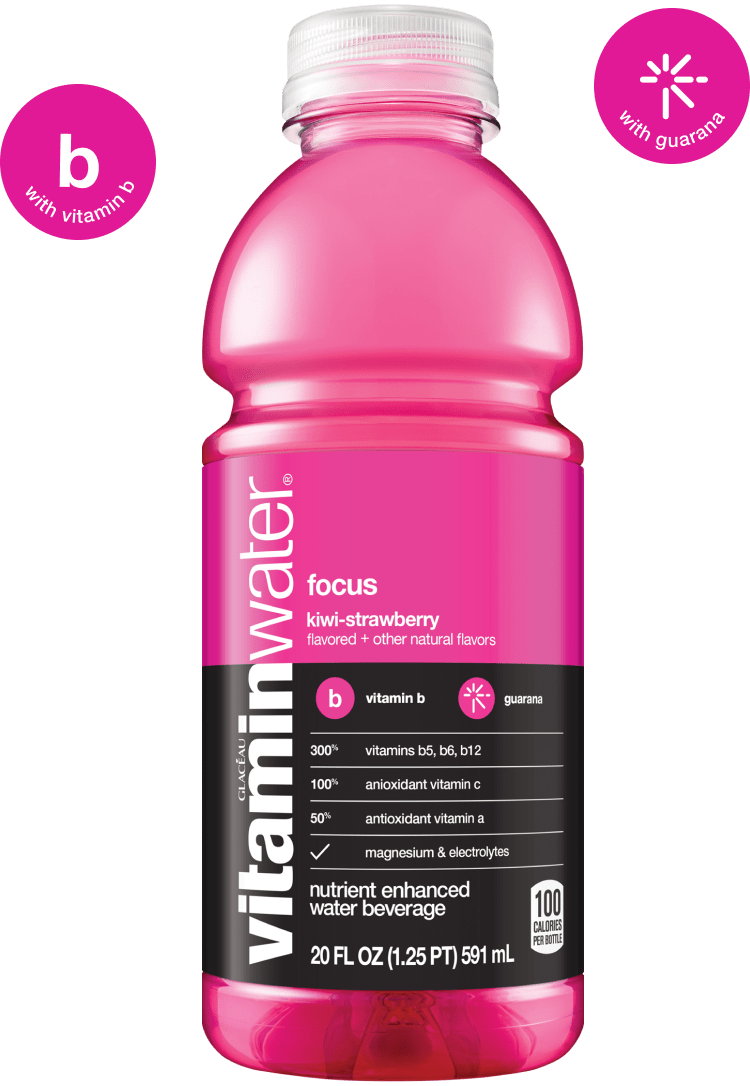 b
with vitamin b
with guarana
GLACÉAU
vitaminwater®
focus
kiwi-strawberry
flavored + other natural flavors
b vitamin b guarana
300% vitamins b5, b6, b12
100% anioxidant vitamin c
50% antioxidant vitamin a
✓ magnesium & electrolytes
nutrient enhanced
water beverage
100
CALORIES
PER BOTTLE
20 FL OZ (1.25 PT) 591 mL